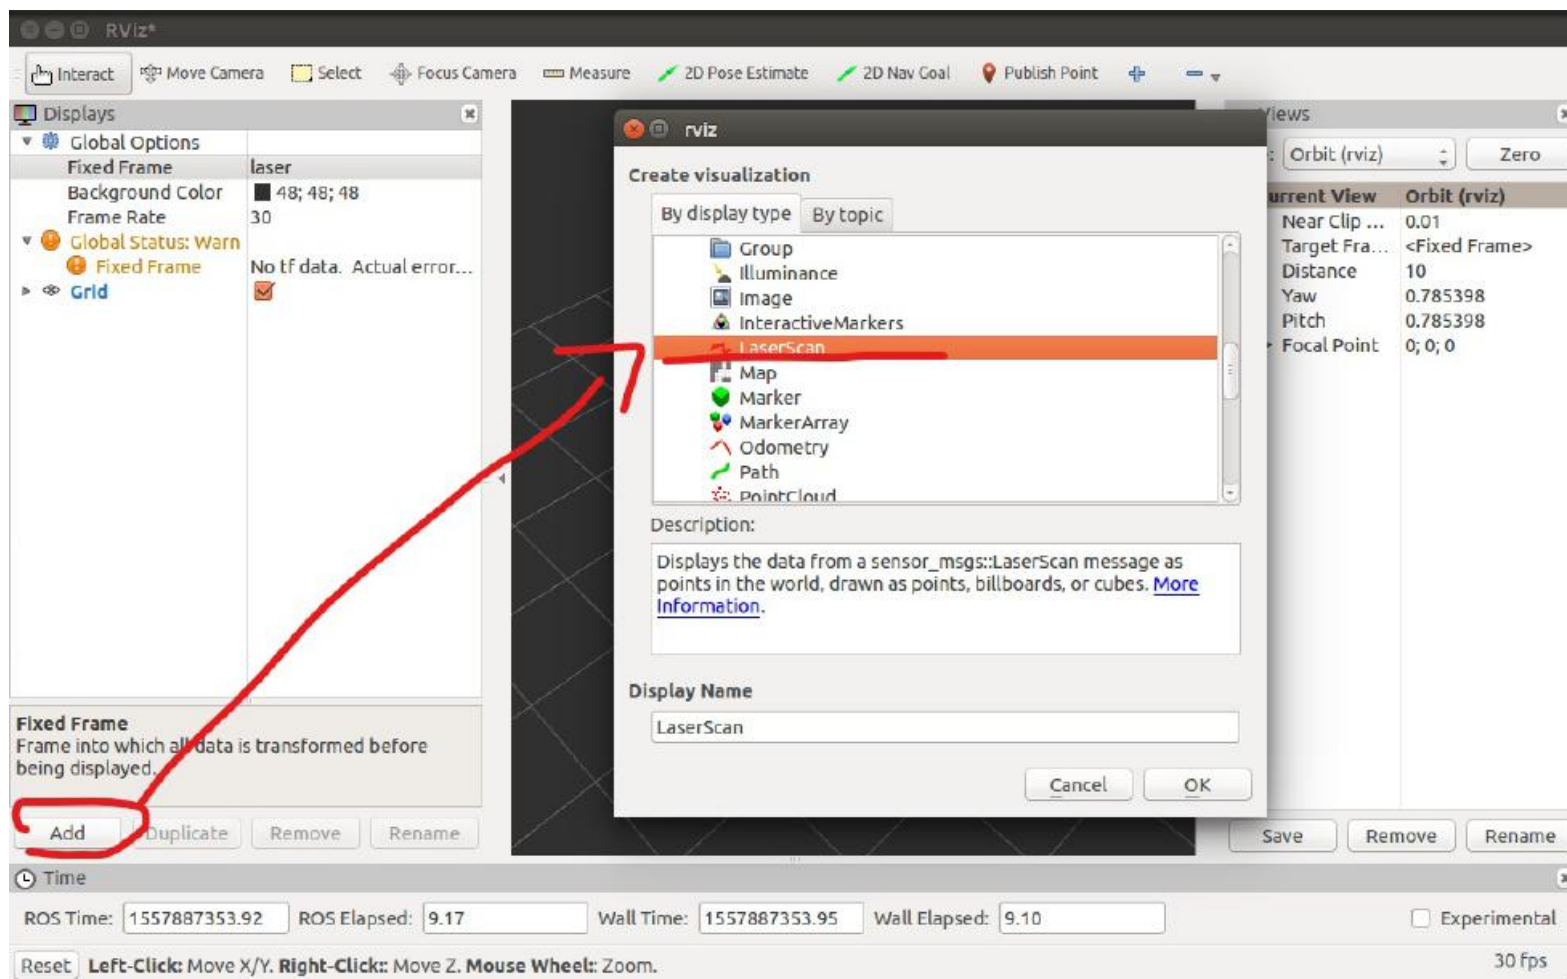 RViz*
Interact Move Camera Select Focus Camera Measure 2D Pose Estimate 2D Nav Goal Publish Point
Displays
Global Options
Fixed Frame laser
Background Color 48; 48; 48
Frame Rate 30
Global Status: Warn
Fixed Frame No tf data. Actual error...
Grid
Fixed Frame
Frame into which all data is transformed before
being displayed.
Add Duplicate Remove Rename
rviz
Create visualization
By display type By topic
Group
Illuminance
Image
InteractiveMarkers
LaserScan
Map
Marker
MarkerArray
Odometry
Path
PointCloud
Description:
Displays the data from a sensor_msgs::LaserScan message as
points in the world, drawn as points, billboards, or cubes. More
Information.
Display Name
LaserScan
Cancel OK
Views
Orbit (rviz) Zero
urrent View Orbit (rviz)
Near Clip ... 0.01
Target Fra... <Fixed Frame>
Distance 10
Yaw 0.785398
Pitch 0.785398
Focal Point 0; 0; 0
Save Remove Rename
Time
ROS Time: 1557887353.92 ROS Elapsed: 9.17 Wall Time: 1557887353.95 Wall Elapsed: 9.10 Experimental
Reset Left-Click: Move X/Y. Right-Click:: Move Z. Mouse Wheel:: Zoom. 30 fps